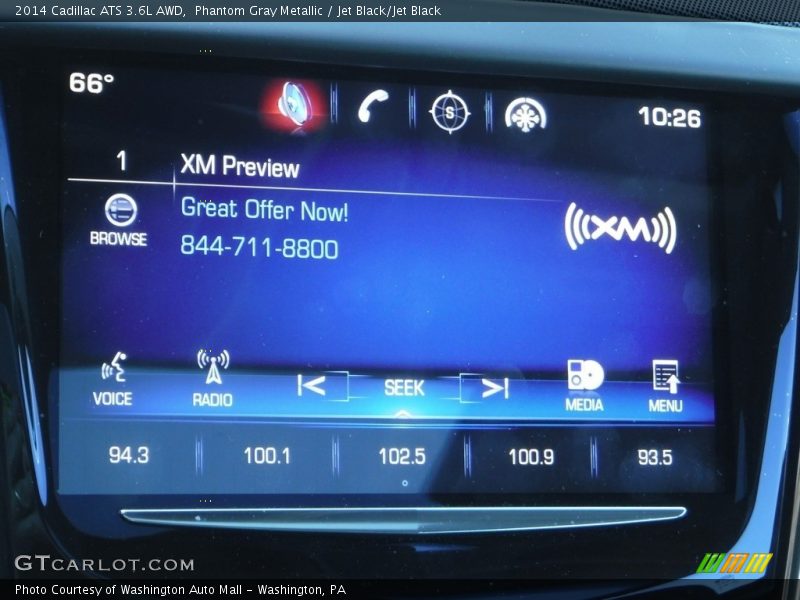 2014 Cadillac ATS 3.6L AWD,  Phantom Gray Metallic / Jet Black/Jet Black
66°
S
10:26
1
XM Preview
BROWSE
Great Offer Now!
844-711-8800
((XM))
VOICE
RADIO
SEEK
MEDIA
MENU
94.3
100.1
102.5
100.9
93.5
GTCARLOT.COM
Photo Courtesy of Washington Auto Mall - Washington, PA